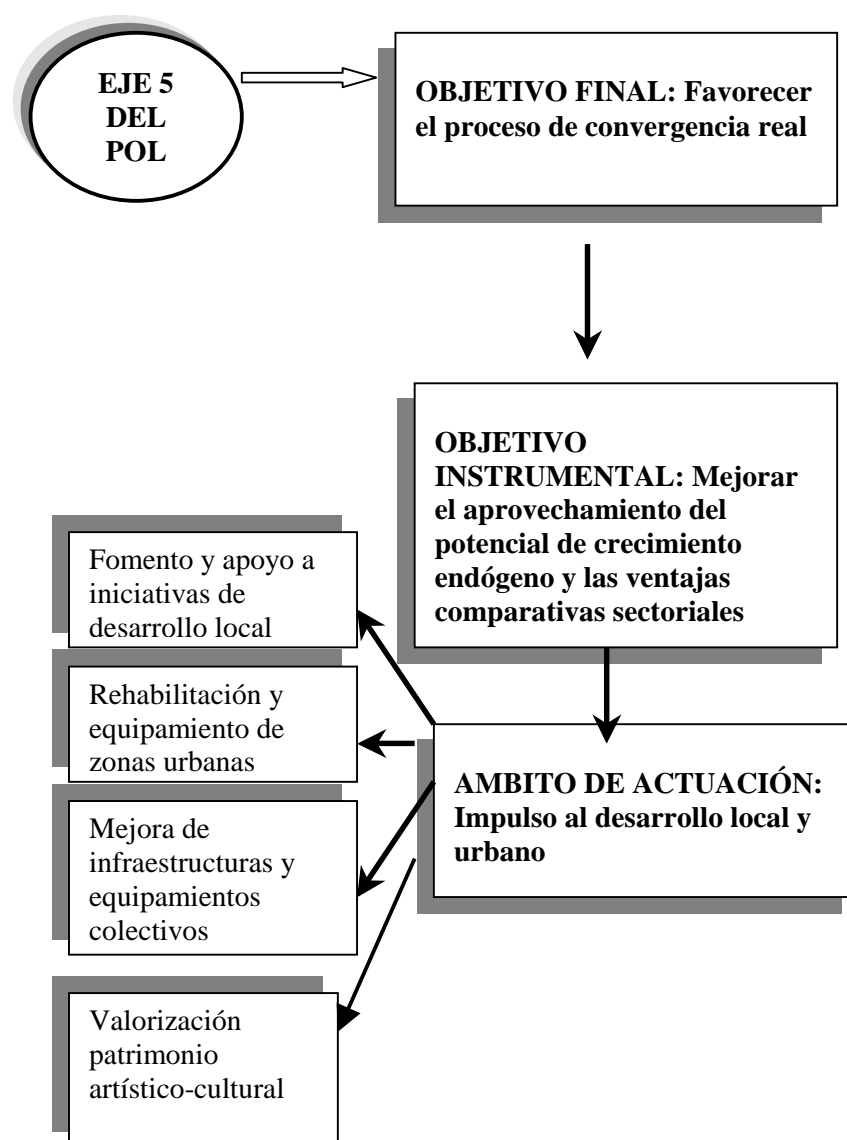 EJE 5
DEL
POL
OBJETIVO FINAL: Favorecer
el proceso de convergencia real
OBJETIVO
INSTRUMENTAL: Mejorar
el aprovechamiento del
potencial de crecimiento
endógeno y las ventajas
comparativas sectoriales
AMBITO DE ACTUACIÓN:
Impulso al desarrollo local y
urbano
Fomento y apoyo a
iniciativas de
desarrollo local
Rehabilitación y
equipamiento de
zonas urbanas
Mejora de
infraestructuras y
equipamientos
colectivos
Valorización
patrimonio
artístico-cultural